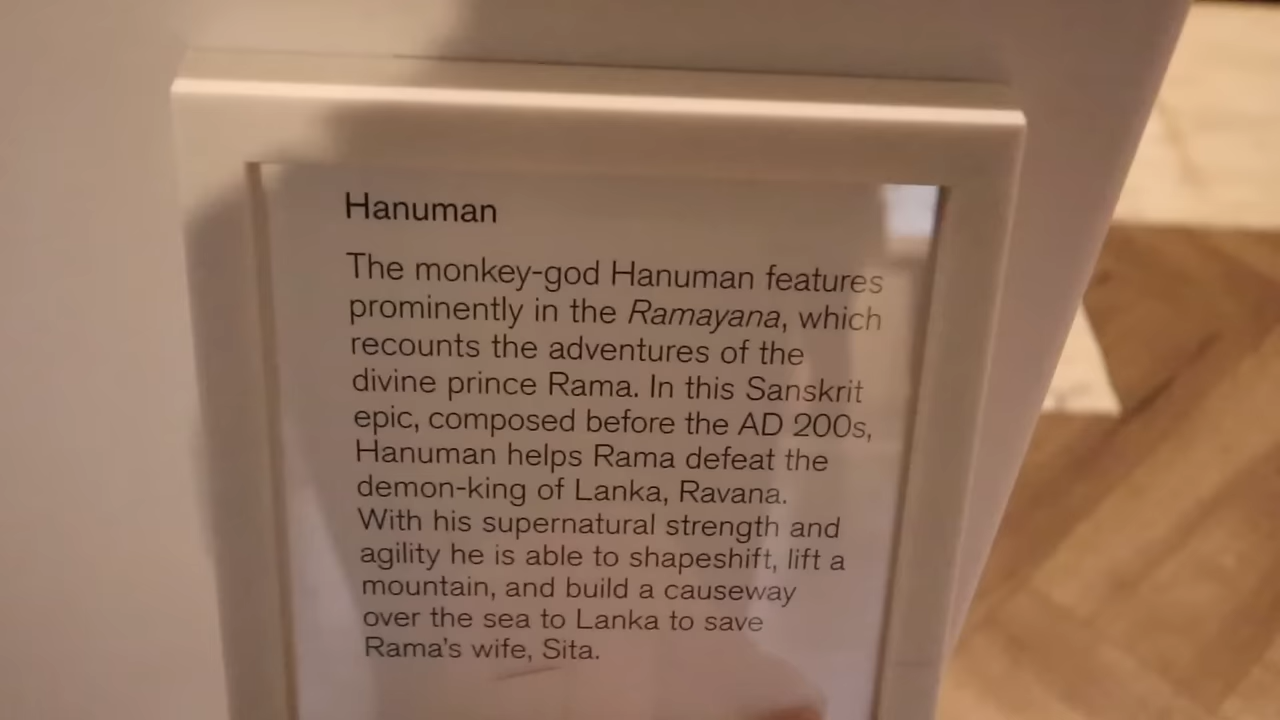 Hanuman
The monkey-god Hanuman features
prominently in the Ramayana, which
recounts the adventures of the
divine prince Rama. In this Sanskrit
epic, composed before the AD 200s,
Hanuman helps Rama defeat the
demon-king of Lanka, Ravana.
With his supernatural strength and
agility he is able to shapeshift, lift a
mountain, and build a causeway
over the sea to Lanka to save
Rama's wife, Sita.